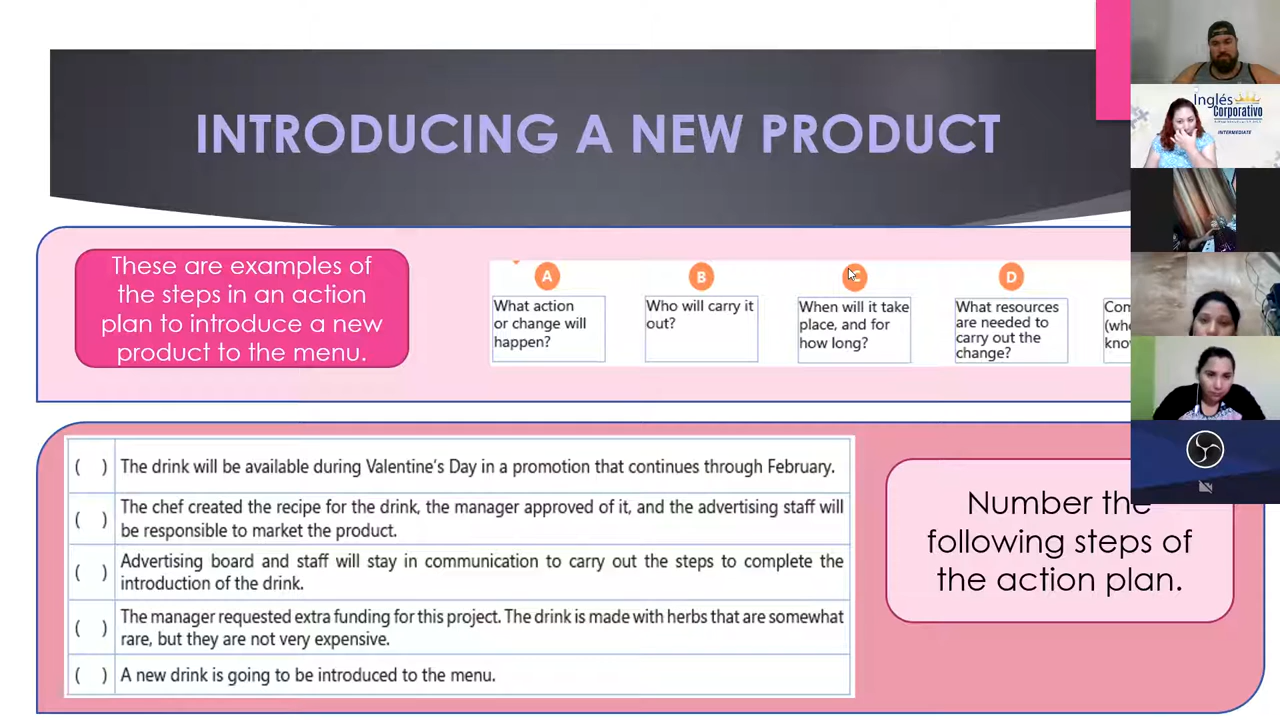 INTRODUCING A NEW PRODUCT
Inglés
Corporativo
INTERMEDIATE
These are examples of
the steps in an action
plan to introduce a new
product to the menu.
A
B
D
What action
or change will
happen?
Who will carry it
out?
When will it take
place, and for
how long?
What resources
are needed to
carry out the
change?
( ) The drink will be available during Valentine's Day in a promotion that continues through February.
( ) The chef created the recipe for the drink, the manager approved of it, and the advertising staff will
be responsible to market the product.
( ) Advertising board and staff will stay in communication to carry out the steps to complete the
introduction of the drink.
( ) The manager requested extra funding for this project. The drink is made with herbs that are somewhat
rare, but they are not very expensive.
( ) A new drink is going to be introduced to the menu.
Number the
following steps of
the action plan.